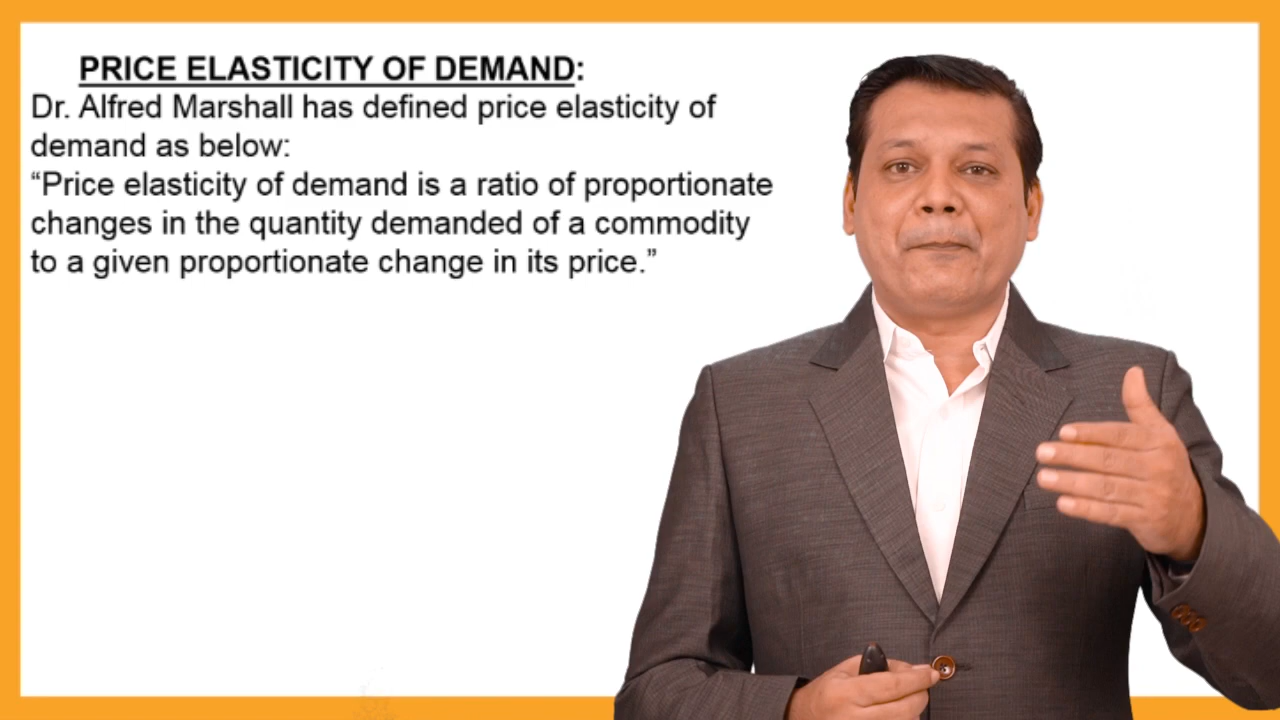 PRICE ELASTICITY OF DEMAND:
Dr. Alfred Marshall has defined price elasticity of
demand as below:
“Price elasticity of demand is a ratio of proportionate
changes in the quantity demanded of a commodity
to a given proportionate change in its price.”